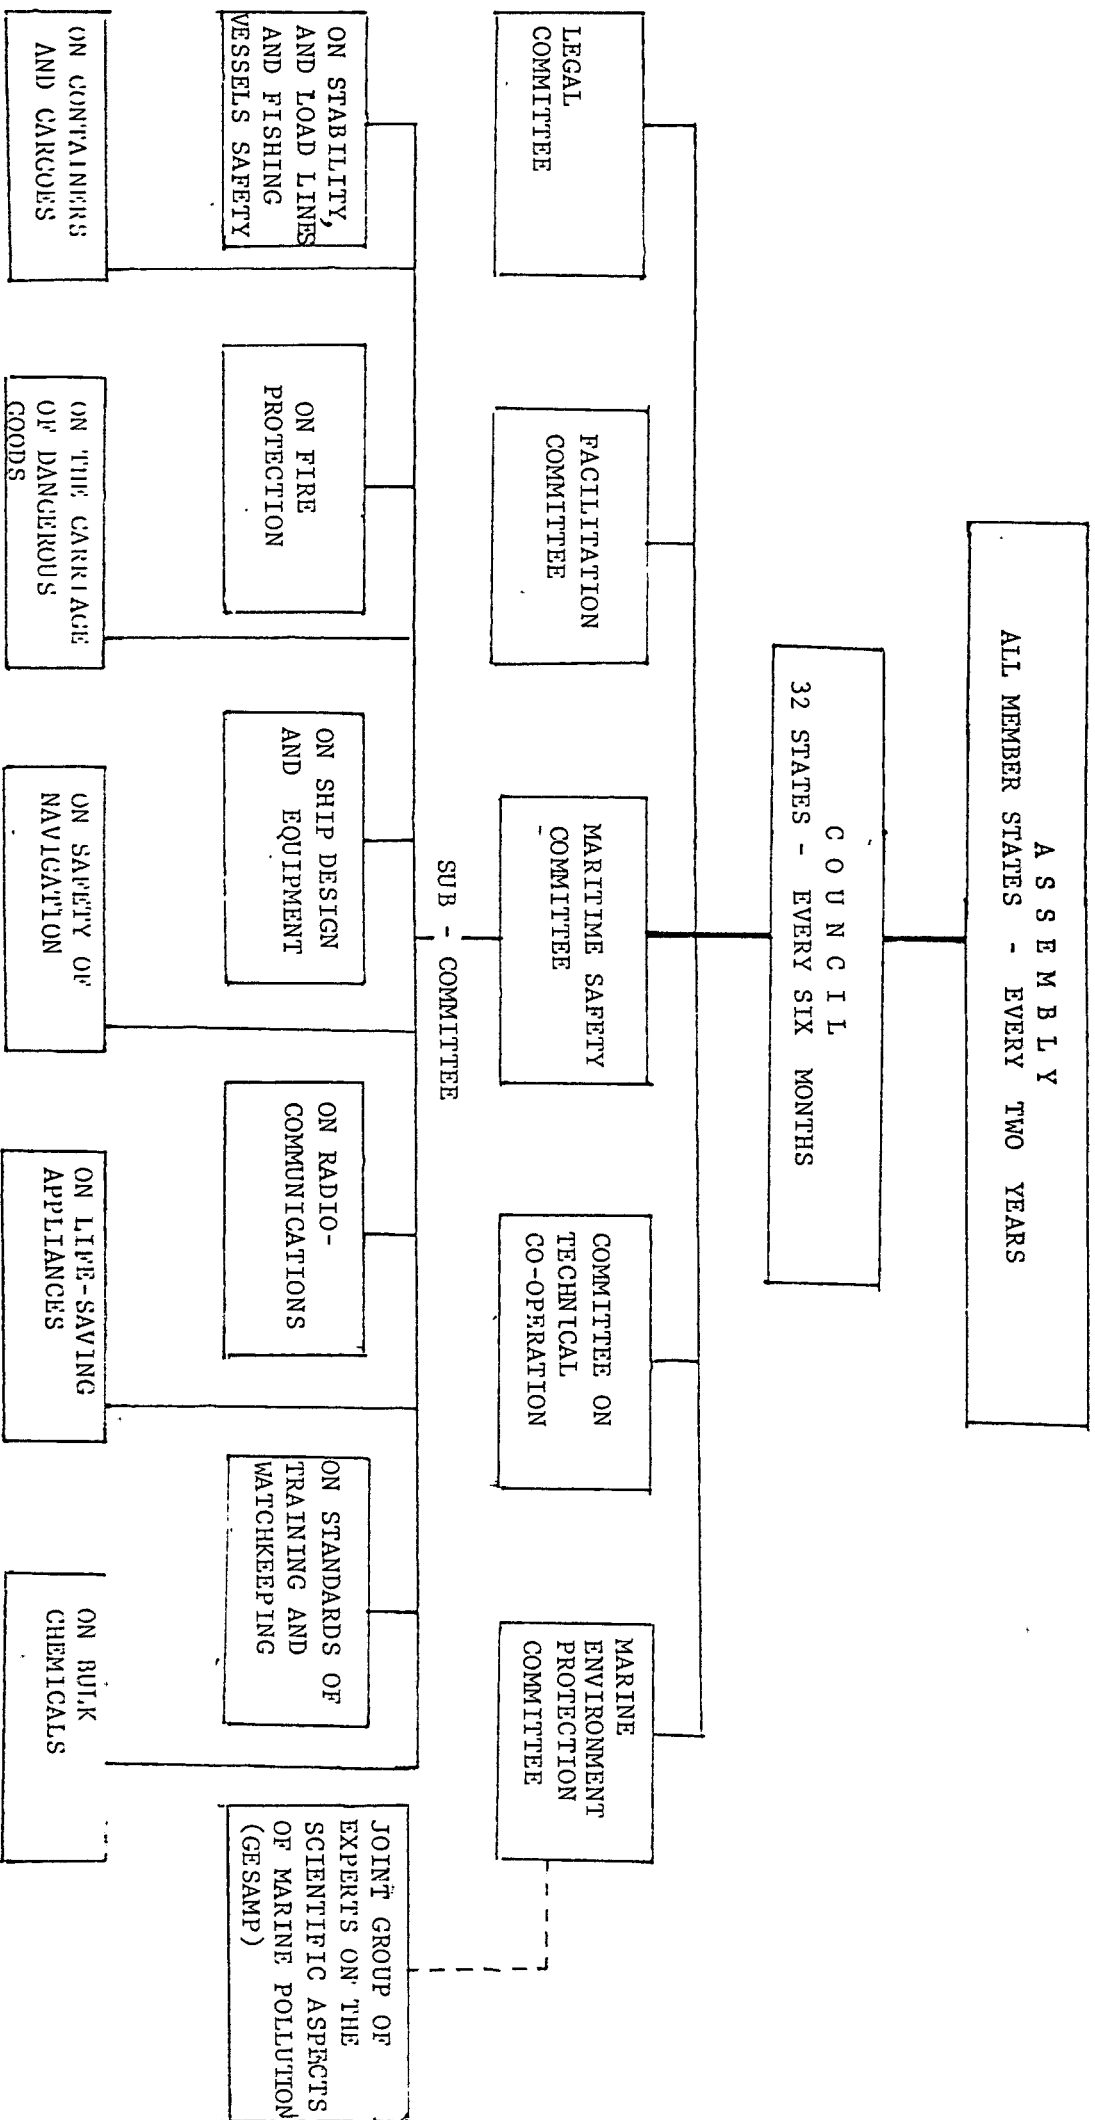 A S S E M B L Y
ALL MEMBER STATES - EVERY TWO YEARS
C O U N C I L
32 STATES - EVERY SIX MONTHS
LEGAL
COMMITTEE
FACILITATION
COMMITTEE
MARITIME SAFETY
COMMITTEE
COMMITTEE ON
TECHNICAL
CO-OPERATION
MARINE
ENVIRONMENT
PROTECTION
COMMITTEE
SUB - COMMITTEE
ON STABILITY,
AND LOAD LINES
AND FISHING
VESSELS SAFETY
ON FIRE
PROTECTION
ON SHIP DESIGN
AND EQUIPMENT
ON RADIO-
COMMUNICATIONS
ON STANDARDS OF
TRAINING AND
WATCHKEEPING
JOINT GROUP OF
EXPERTS ON THE
SCIENTIFIC ASPECTS
OF MARINE POLLUTION
(GESAMP)
ON CONTAINERS
AND CARGOES
ON THE CARRIAGE
OF DANGEROUS
GOODS
ON SAFETY OF
NAVIGATION
ON LIFE-SAVING
APPLIANCES
ON BULK
CHEMICALS